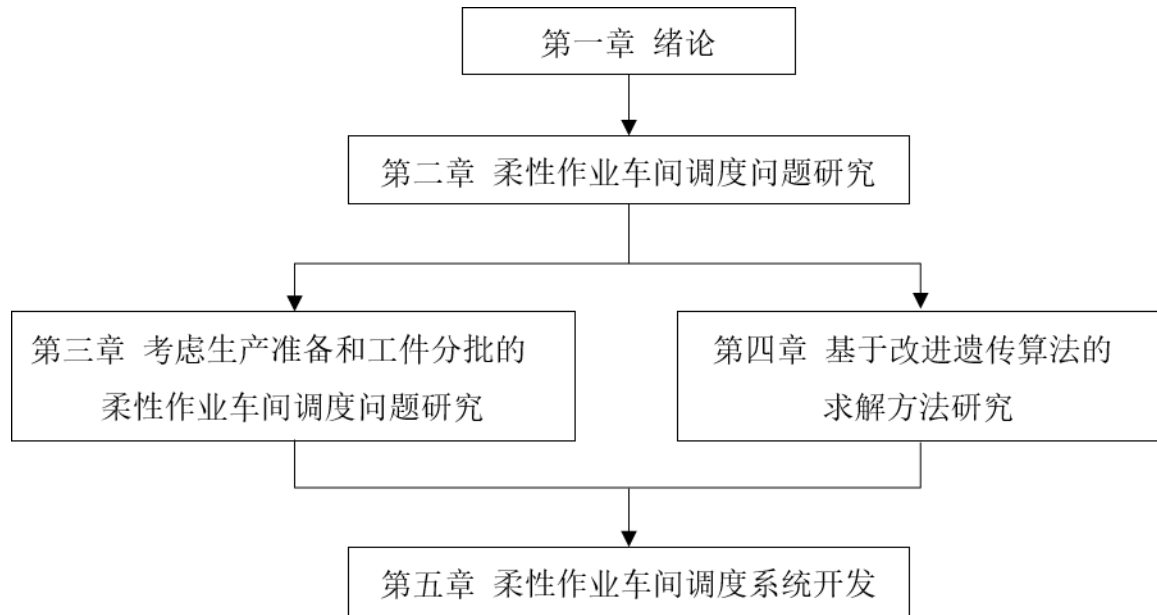 第一章 绪论
第二章 柔性作业车间调度问题研究
第三章 考虑生产准备和工件分批的
柔性作业车间调度问题研究
第四章 基于改进遗传算法的
求解方法研究
第五章 柔性作业车间调度系统开发